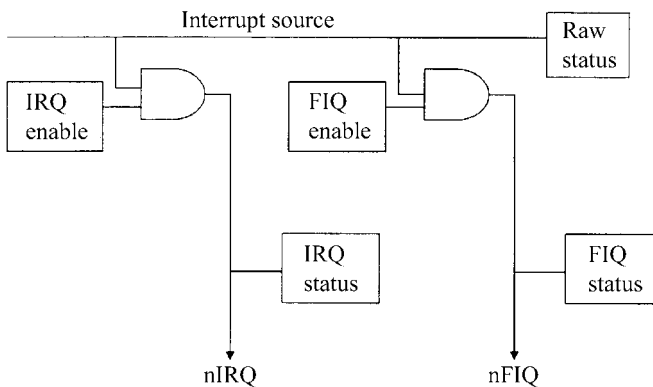 Interrupt source
Raw
status
IRQ
enable
FIQ
enable
IRQ
status
FIQ
status
nIRQ
nFIQ